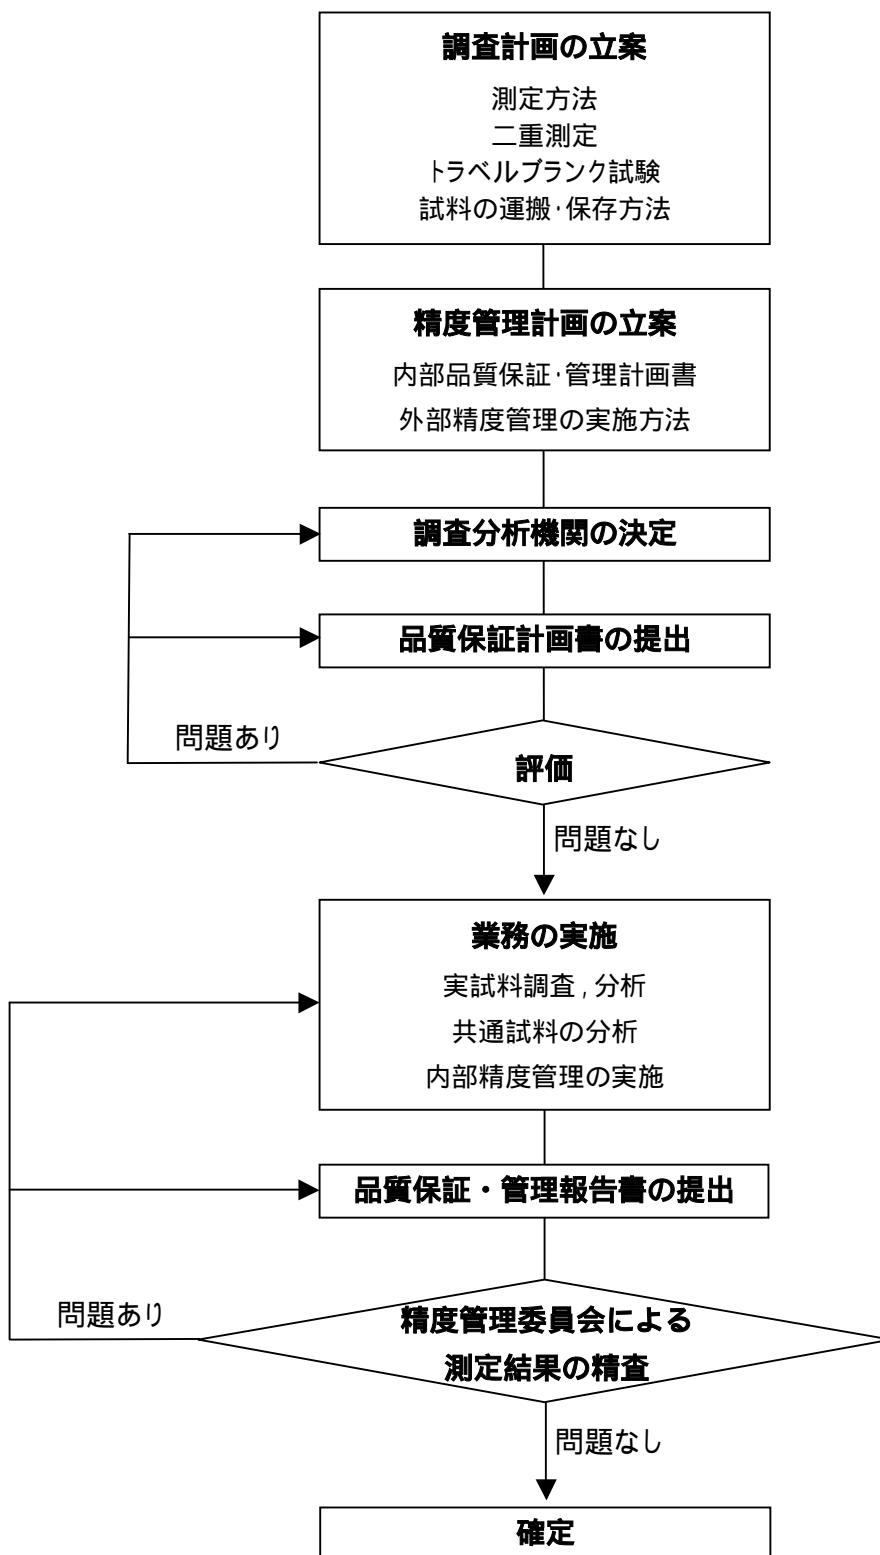 調査計画の立案
測定方法
二重測定
トラベルブランク試験
試料の運搬・保存方法
精度管理計画の立案
内部品質保証・管理計画書
外部精度管理の実施方法
調査分析機関の決定
品質保証計画書の提出
問題あり
評価
問題なし
業務の実施
実試料調査,分析
共通試料の分析
内部精度管理の実施
品質保証・管理報告書の提出
問題あり
精度管理委員会による
測定結果の精査
問題なし
確定